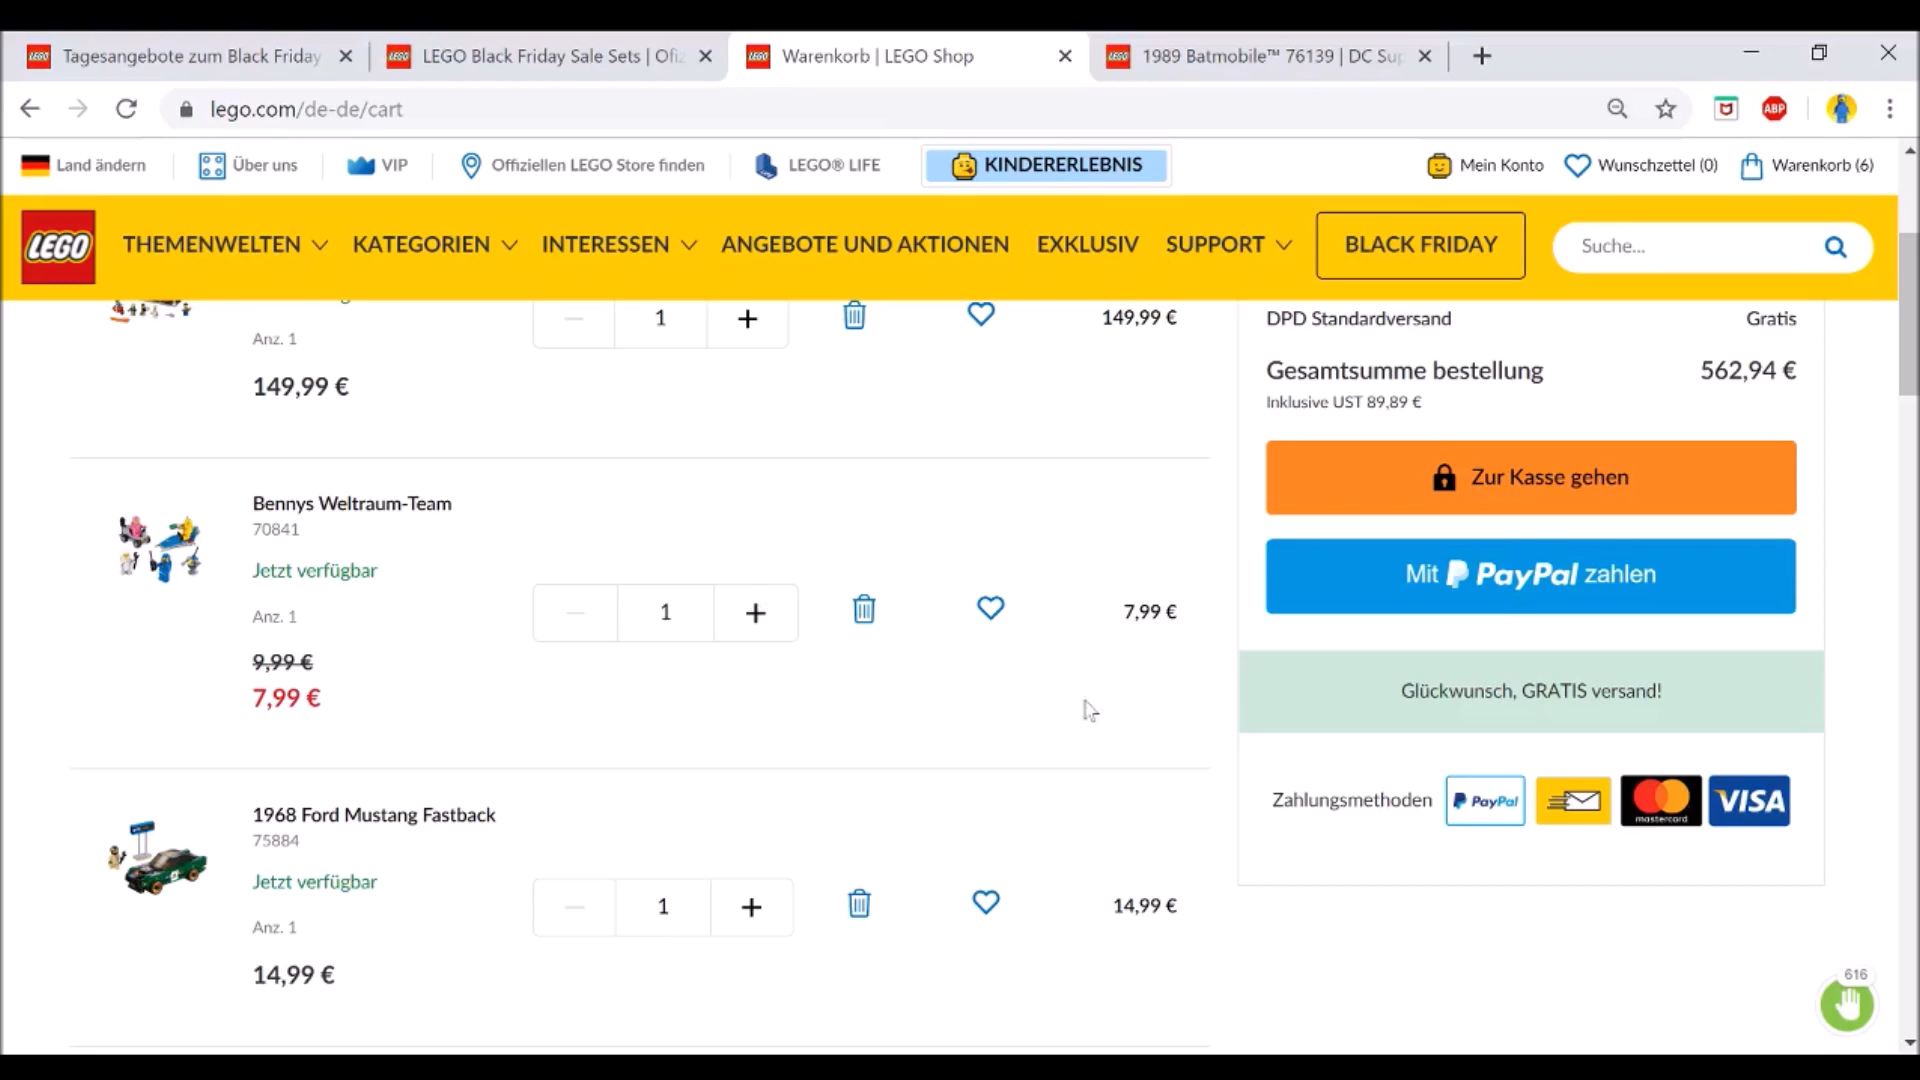 Tagesangebote zum Black Friday
LEGO Black Friday Sale Sets | Ofiz
Warenkorb | LEGO Shop
1989 Batmobile™ 76139 | DC Sup
lego.com/de-de/cart
ABP
Land ändern
Über uns
VIP
Offiziellen LEGO Store finden
LEGO® LIFE
KINDERERLEBNIS
Mein Konto
Wunschzettel (0)
Warenkorb (6)
LEGO
THEMENWELTEN
KATEGORIEN
INTERESSEN
ANGEBOTE UND AKTIONEN
EXKLUSIV
SUPPORT
BLACK FRIDAY
Suche...
Anz. 1
149,99 €
1
149,99 €
Bennys Weltraum-Team
70841
Jetzt verfügbar
Anz. 1
9,99 €
7,99 €
1
7,99 €
1968 Ford Mustang Fastback
75884
Jetzt verfügbar
Anz. 1
14,99 €
1
14,99 €
DPD Standardversand Gratis
Gesamtsumme bestellung 562,94 €
Inklusive UST 89,89 €
Zur Kasse gehen
Mit PayPal zahlen
Glückwunsch, GRATIS versand!
Zahlungsmethoden
PayPal
mastercard
VISA
616